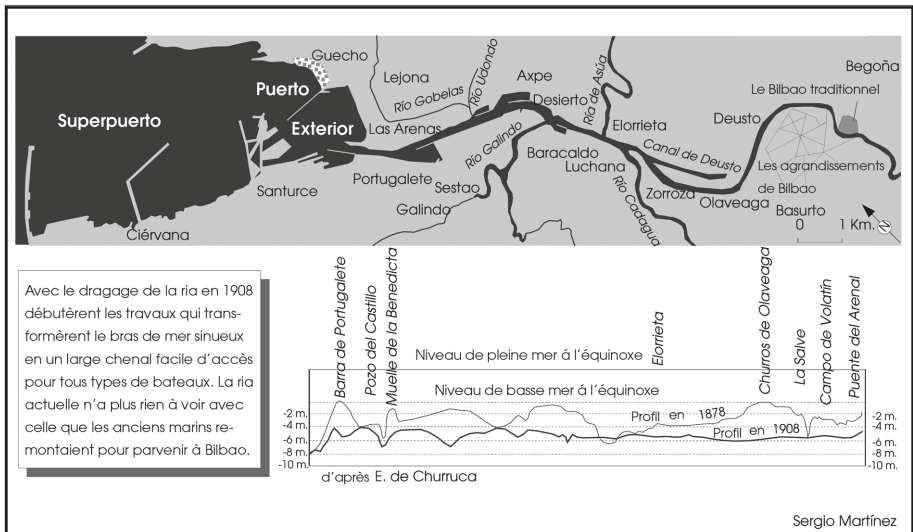 Superpuerto
Puerto
Exterior
Guecho
Lejona
Río Gobelas
Río Udondo
Axpe
Desierto
Ría de Asúa
Elorrieta
Las Arenas
Portugalete
Santurce
Ciérvana
Río Galindo
Sestao
Galindo
Baracaldo
Luchana
Río Cadagua
Zorroza
Canal de Deusto
Olaveaga
Deusto
Begoña
Le Bilbao traditionnel
Les agrandissements
de Bilbao
Basurto
0 1 Km.
N
Avec le dragage de la ria en 1908
débutèrent les travaux qui trans-
formèrent le bras de mer sinueux
en un large chenal facile d'accès
pour tous types de bateaux. La ria
actuelle n'a plus rien à voir avec
celle que les anciens marins re-
montaient pour parvenir à Bilbao.
Barra de Portugalete
Pozo del Castillo
Muelle de la Benedicta
Elorrieta
Churros de Olaveaga
La Salve
Campo de Volatín
Puente del Arenal
Niveau de pleine mer á l'équinoxe
Niveau de basse mer á l'équinoxe
Profil en 1878
Profil en 1908
-2 m.
-4 m.
-6 m.
-8 m.
-10 m.
-2 m.
-4 m.
-6 m.
-8 m.
-10 m.
d'après E. de Churruca
Sergio Martínez